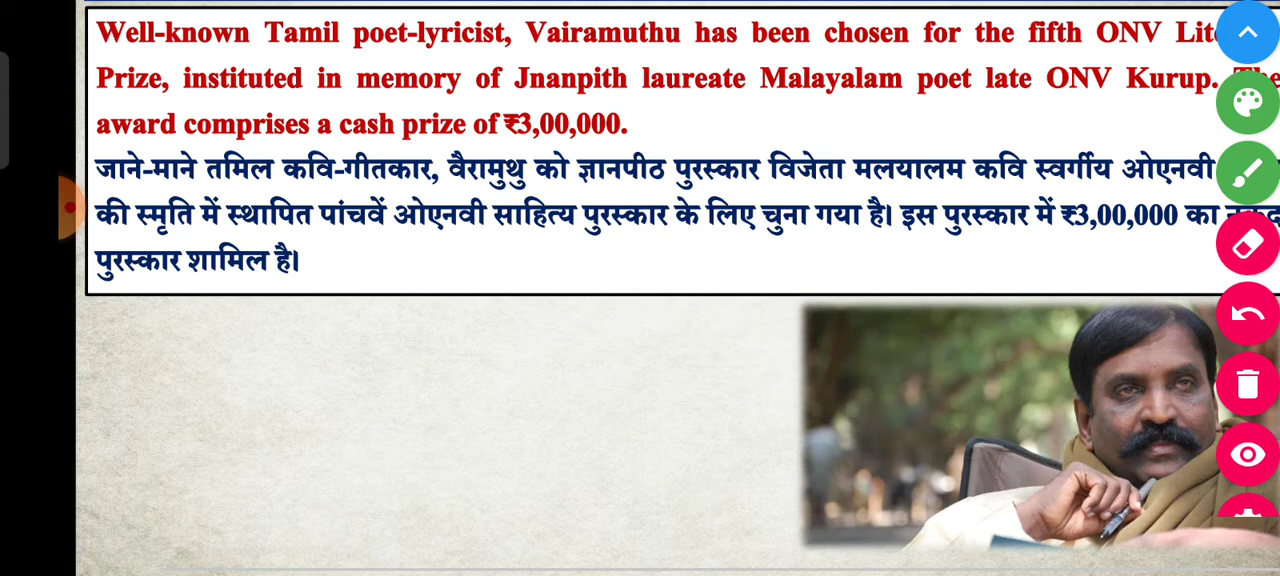 Well-known Tamil poet-lyricist, Vairamuthu has been chosen for the fifth ONV
Prize, instituted in memory of Jnanpith laureate Malayalam poet late ONV Kurup. The
award comprises a cash prize of ₹3,00,000.
जाने-माने तमिल कवि-गीतकार, वैरामुथु को ज्ञानपीठ पुरस्कार विजेता मलयालम कवि स्वर्गीय ओएनवी
की स्मृति में स्थापित पांचवें ओएनवी साहित्य पुरस्कार के लिए चुना गया है। इस पुरस्कार में ₹3,00,000 का
पुरस्कार शामिल है।